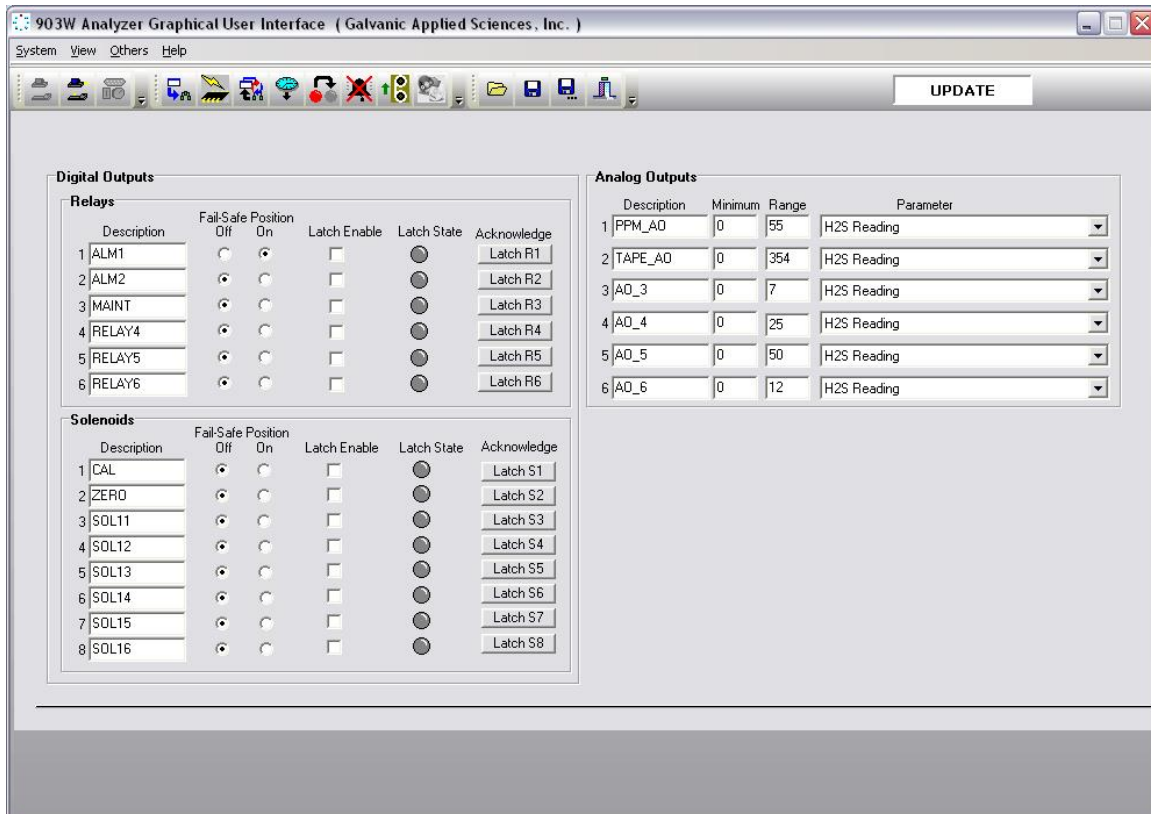 903W Analyzer Graphical User Interface ( Galvanic Applied Sciences, Inc. )
System View Others Help
UPDATE
Digital Outputs
Relays
Fail-Safe Position
Description Off On Latch Enable Latch State Acknowledge
1 ALM1 Latch R1
2 ALM2 Latch R2
3 MAINT Latch R3
4 RELAY4 Latch R4
5 RELAY5 Latch R5
6 RELAY6 Latch R6
Solenoids
Fail-Safe Position
Description Off On Latch Enable Latch State Acknowledge
1 CAL Latch S1
2 ZERO Latch S2
3 SOL11 Latch S3
4 SOL12 Latch S4
5 SOL13 Latch S5
6 SOL14 Latch S6
7 SOL15 Latch S7
8 SOL16 Latch S8
Analog Outputs
Description Minimum Range Parameter
1 PPM_AO 0 55 H2S Reading
2 TAPE_AO 0 354 H2S Reading
3 AO_3 0 7 H2S Reading
4 AO_4 0 25 H2S Reading
5 AO_5 0 50 H2S Reading
6 AO_6 0 12 H2S Reading